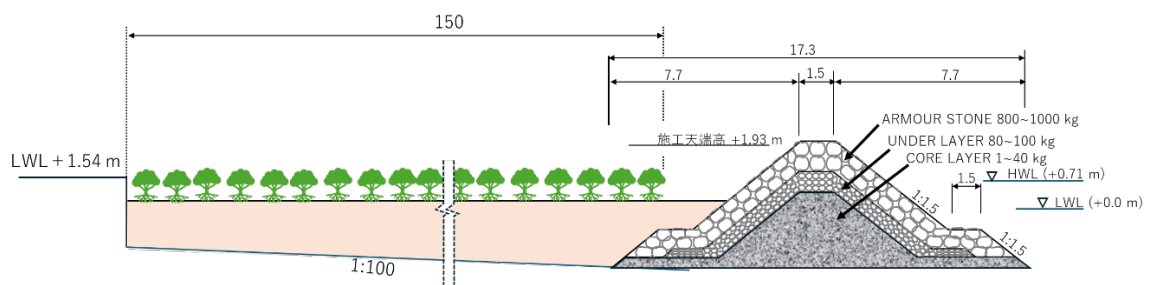 150
17.3
7.7
1.5
7.7
ARMOUR STONE 800~1000 kg
施工天端高 +1.93 m
UNDER LAYER 80~100 kg
CORE LAYER 1~40 kg
LWL + 1.54 m
HWL (+0.71 m)
1.5
LWL (+0.0 m)
1:1.5
1:1.5
1:100